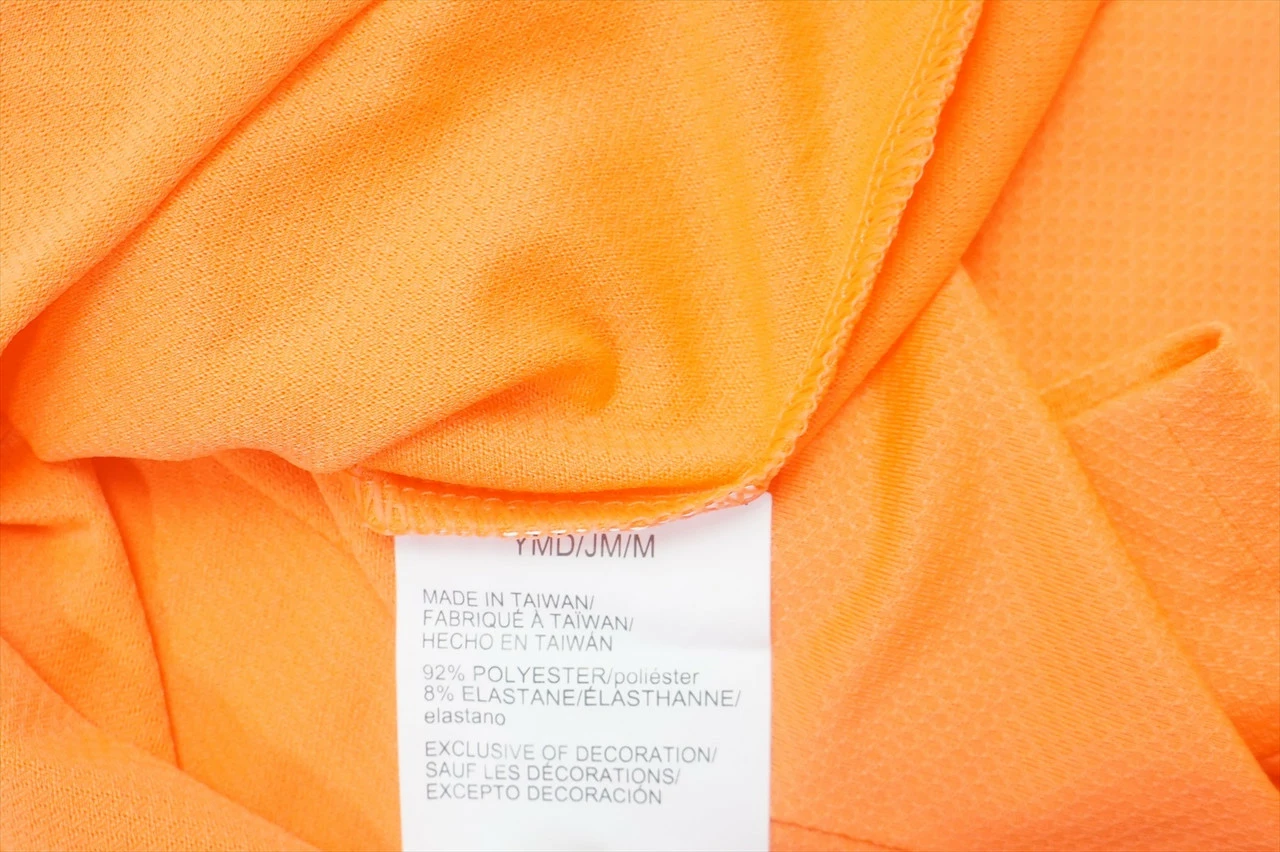 YMD/JM/M
MADE IN TAIWAN/
FABRIQUÉ À TAÏWAN/
HECHO EN TAIWÁN
92% POLYESTER/poliéster
8% ELASTANE/ÉLASTHANNE/
elastano
EXCLUSIVE OF DECORATION/
SAUF LES DÉCORATIONS/
EXCEPTO DECORACIÓN